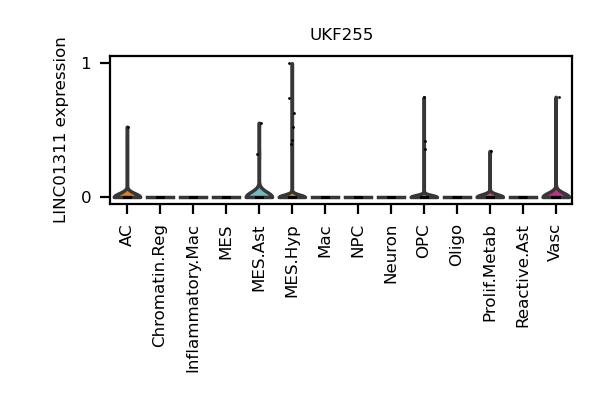 UKF255
LINC01311 expression
1
0
AC
Chromatin.Reg
Inflammatory.Mac
MES
MES.Ast
MES.Hyp
Mac
NPC
Neuron
OPC
Oligo
Prolif.Metab
Reactive.Ast
Vasc